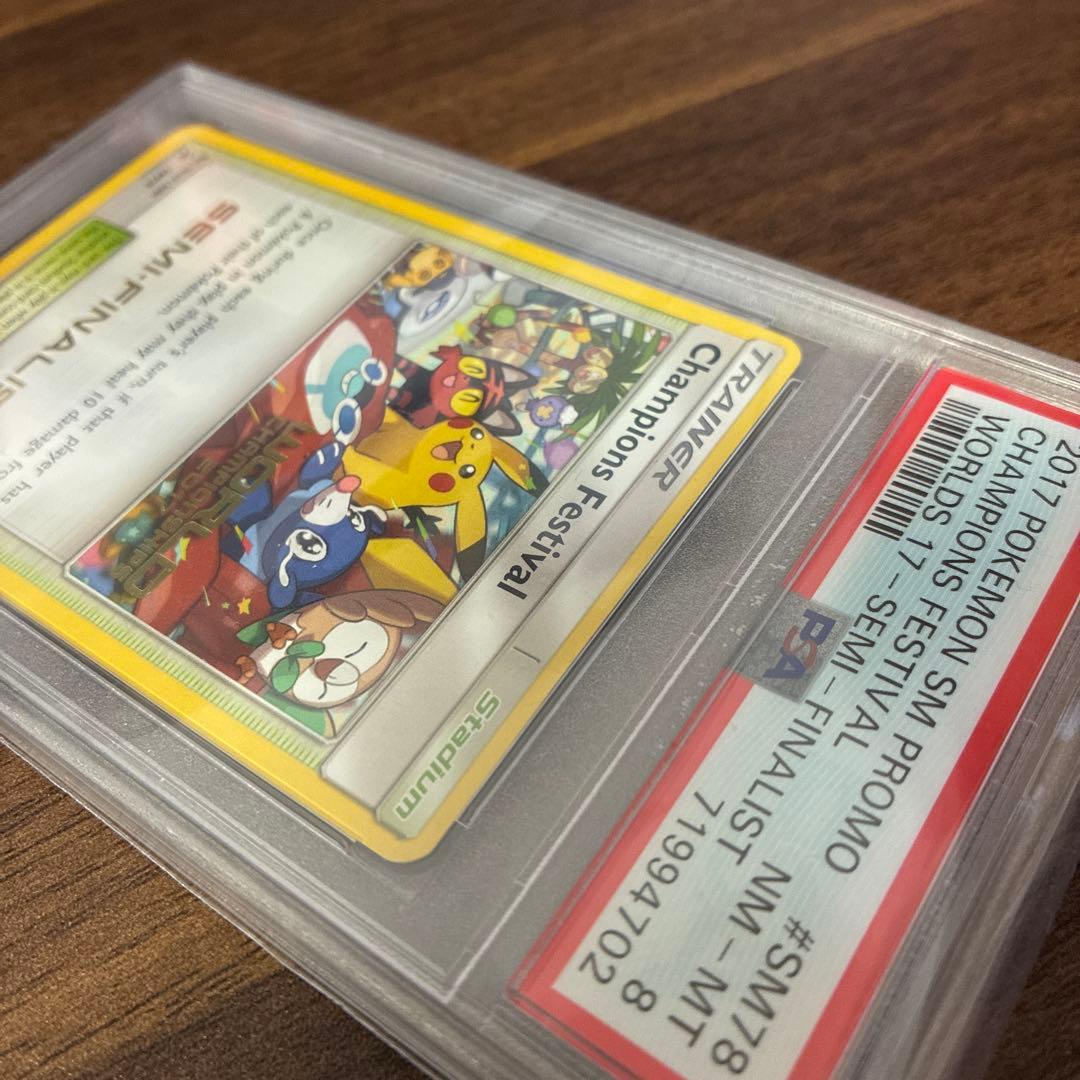 2017 POKEMON SM PROMO #SM78
CHAMPIONS FESTIVAL NM - MT
WORLDS 17 - SEMI - FINALIST 8
71994702
PSA
TRAINER
Stadium
Champions Festival
WORLD
CHAMPIONSHIPS
Once during each player's turn, if that player has
a Pokémon in play, they may heal 10 damage from
each of their Pokémon.
SEMI-FINALIS